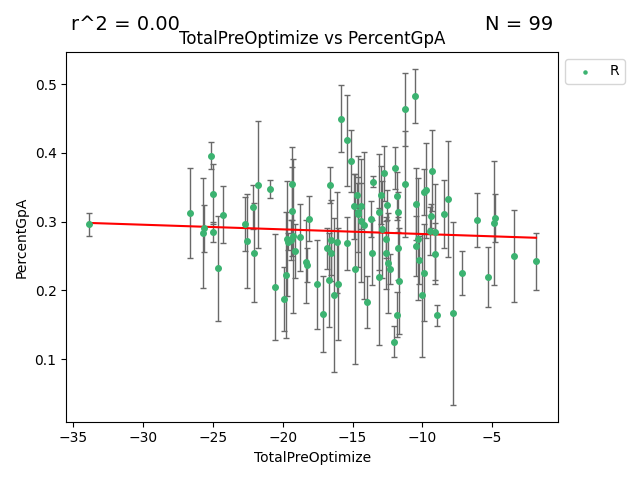 r^2 = 0.00 N = 99
TotalPreOptimize vs PercentGpA
R
PercentGpA
0.5
0.4
0.3
0.2
0.1
−35 −30 −25 −20 −15 −10 −5
TotalPreOptimize